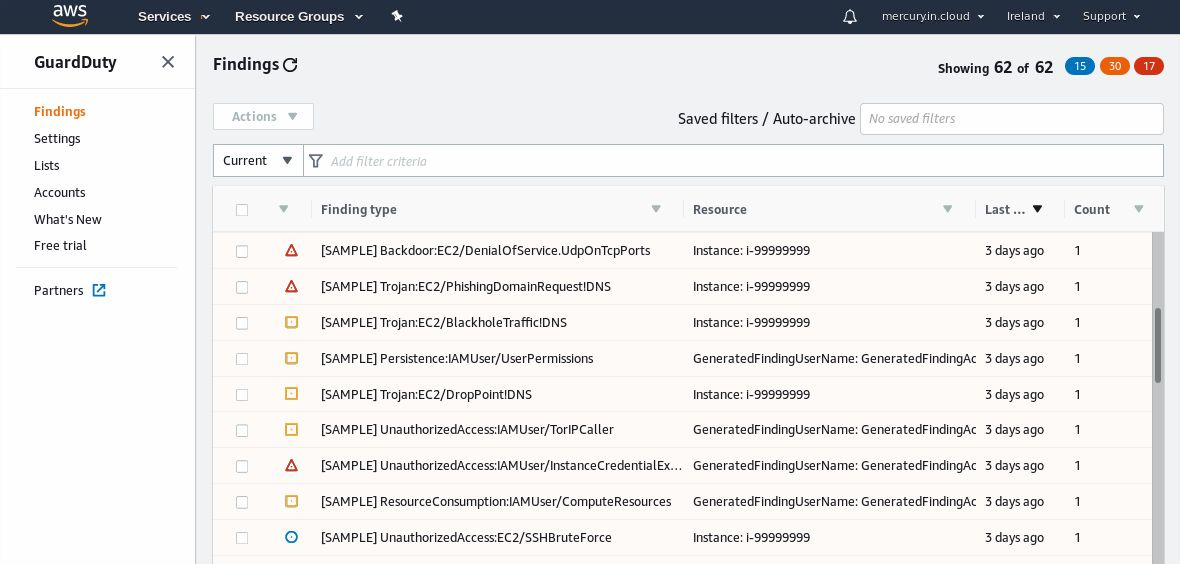 aws Services Resource Groups mercury.in.cloud Ireland Support
GuardDuty
Findings
Settings
Lists
Accounts
What's New
Free trial
Partners
Findings
Showing 62 of 62 15 30 17
Actions
Saved filters / Auto-archive No saved filters
Current Add filter criteria
Finding type Resource Last ... Count
[SAMPLE] Backdoor:EC2/DenialOfService.UdpOnTcpPorts Instance: i-99999999 3 days ago 1
[SAMPLE] Trojan:EC2/PhishingDomainRequest!DNS Instance: i-99999999 3 days ago 1
[SAMPLE] Trojan:EC2/BlackholeTraffic!DNS Instance: i-99999999 3 days ago 1
[SAMPLE] Persistence:IAMUser/UserPermissions GeneratedFindingUserName: GeneratedFindingAc 3 days ago 1
[SAMPLE] Trojan:EC2/DropPoint!DNS Instance: i-99999999 3 days ago 1
[SAMPLE] UnauthorizedAccess:IAMUser/TorIPCaller GeneratedFindingUserName: GeneratedFindingAc 3 days ago 1
[SAMPLE] UnauthorizedAccess:IAMUser/InstanceCredentialEx... GeneratedFindingUserName: GeneratedFindingAc 3 days ago 1
[SAMPLE] ResourceConsumption:IAMUser/ComputeResources GeneratedFindingUserName: GeneratedFindingAc 3 days ago 1
[SAMPLE] UnauthorizedAccess:EC2/SSHBruteForce Instance: i-99999999 3 days ago 1